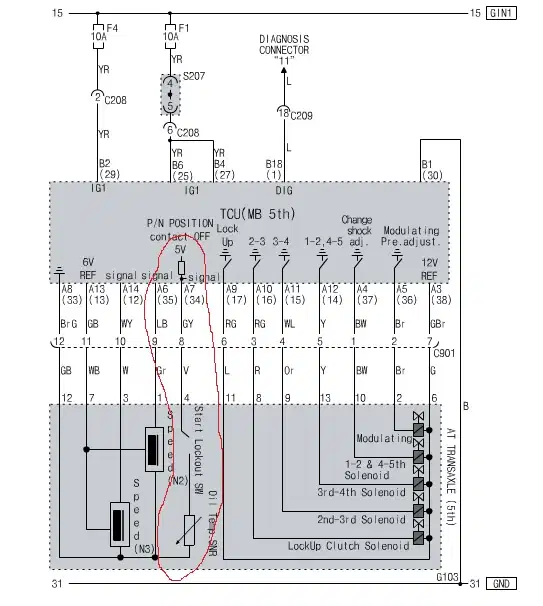 15
F4
10A
F1
10A
15
GIN1
DIAGNOSIS
CONNECTOR
"11"
YR
YR
4
S207
5
L
2
C208
18
C209
6
C208
YR
YR
YR
L
B2
(29)
B6
(25)
B4
(27)
B18
(1)
B1
(30)
IG1
IG1
DIG
TCU(MB 5th)
P/N POSITION
contact OFF
5V
Lock
Up
2-3
3-4
1-2,4-5
Change
shock
adj.
Modulating
Pre.adjust.
6V
REF
signal
signal
signal
12V
REF
A8
(33)
A13
(13)
A14
(12)
A6
(35)
A7
(34)
A9
(17)
A10
(16)
A11
(15)
A12
(14)
A4
(37)
A5
(36)
A3
(38)
BrG
GB
WY
LB
GY
RG
RG
WL
Y
BW
Br
GBr
12
11
10
9
8
6
3
4
5
1
2
7
C901
GB
WB
W
Gr
V
L
R
Or
Y
BW
Br
G
B
12
7
3
1
4
11
8
9
13
10
2
6
Speed
(N2)
Start Lockout SW
Oil Temp.SNR
Speed
(N3)
Modulating
1-2 & 4-5th
Solenoid
3rd-4th Solenoid
2nd-3rd Solenoid
LockUp Clutch Solenoid
AT TRANSAXLE (5th)
G103
31
31
GND